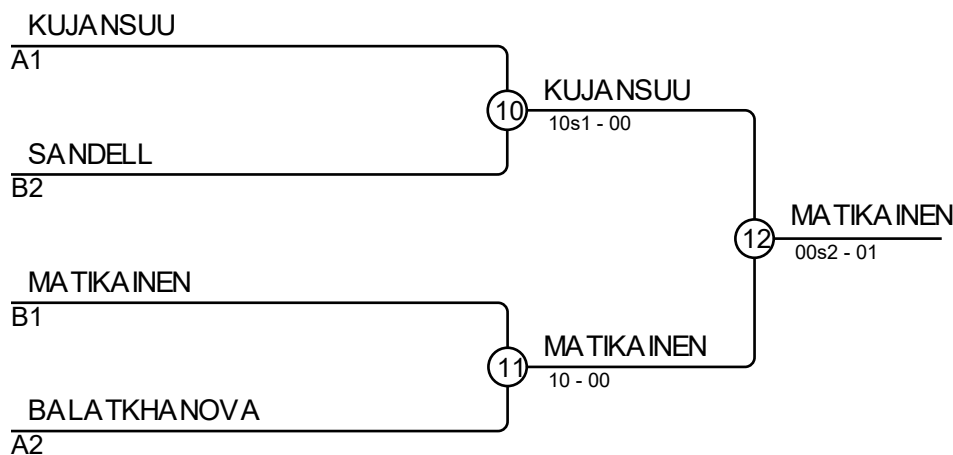 KUJANSUU
A1
10
KUJANSUU
10s1 - 00
SANDELL
B2
12
MATIKAINEN
00s2 - 01
MATIKAINEN
B1
11
MATIKAINEN
10 - 00
BALATKHANOVA
A2